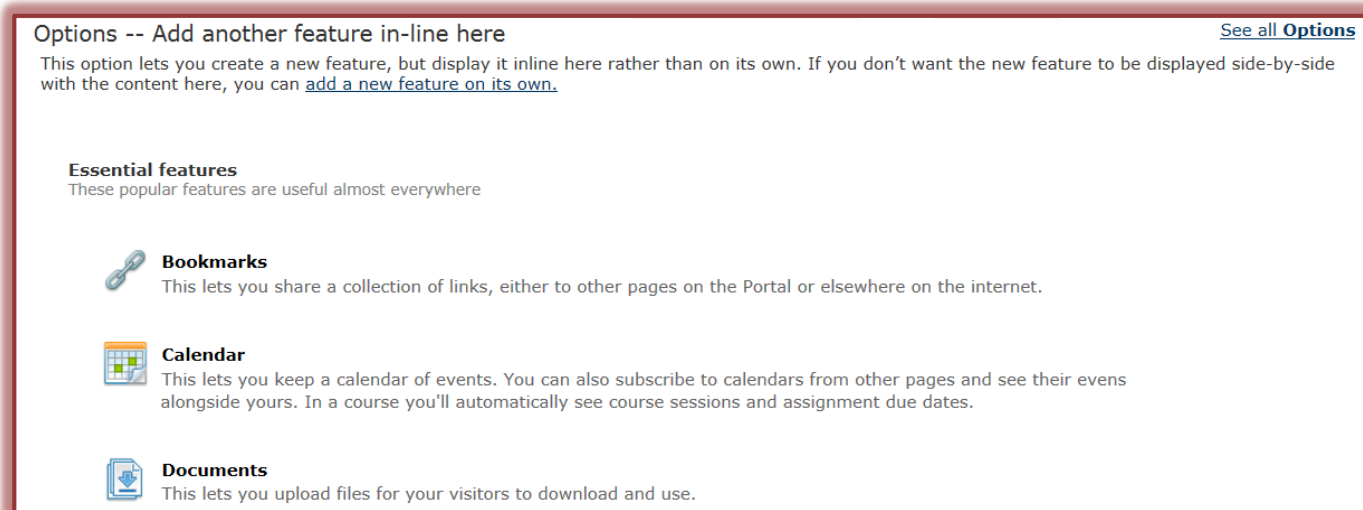 Options -- Add another feature in-line here
See all Options
This option lets you create a new feature, but display it inline here rather than on its own. If you don’t want the new feature to be displayed side-by-side
with the content here, you can add a new feature on its own.
Essential features
These popular features are useful almost everywhere
Bookmarks
This lets you share a collection of links, either to other pages on the Portal or elsewhere on the internet.
Calendar
This lets you keep a calendar of events. You can also subscribe to calendars from other pages and see their evens
alongside yours. In a course you'll automatically see course sessions and assignment due dates.
Documents
This lets you upload files for your visitors to download and use.